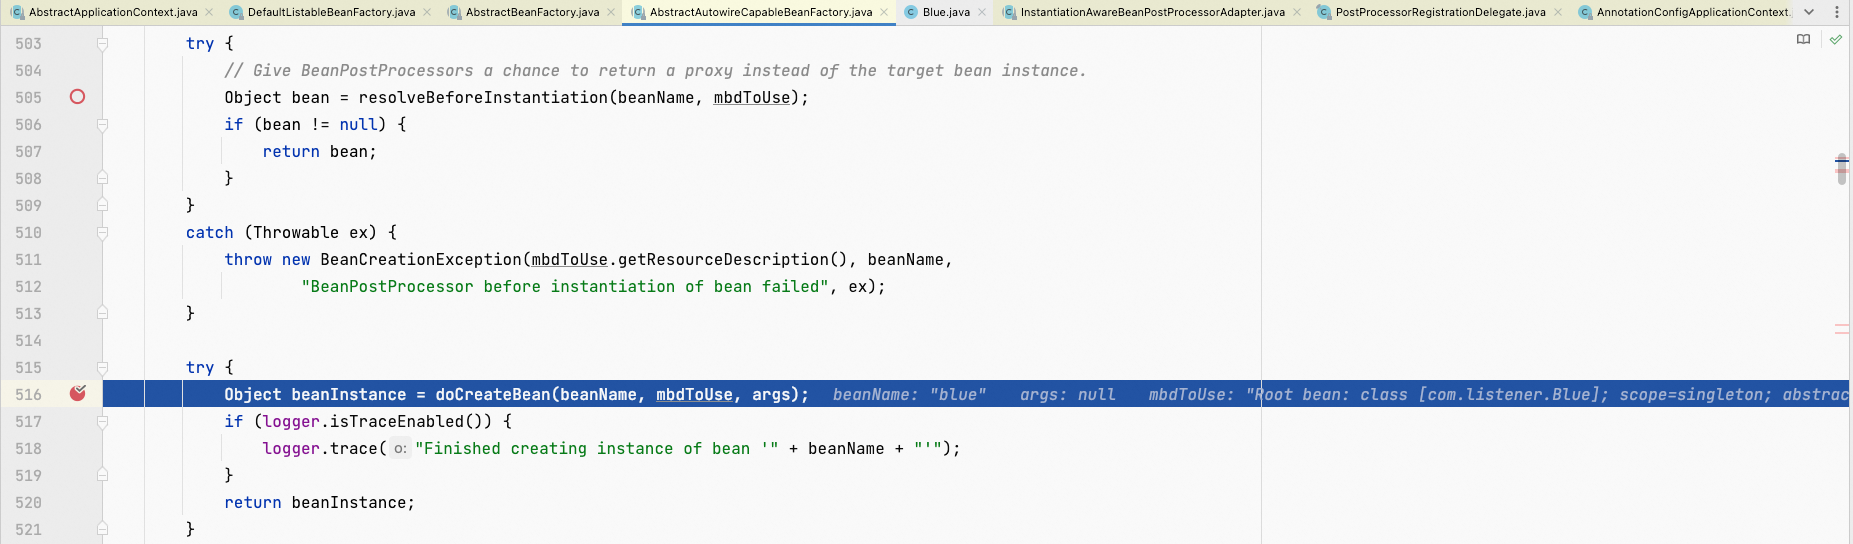 AbstractApplicationContext.java DefaultListableBeanFactory.java AbstractBeanFactory.java AbstractAutowireCapableBeanFactory.java Blue.java InstantiationAwareBeanPostProcessorAdapter.java PostProcessorRegistrationDelegate.java AnnotationConfigApplicationContext.
503 try {
504 // Give BeanPostProcessors a chance to return a proxy instead of the target bean instance.
505 Object bean = resolveBeforeInstantiation(beanName, mbdToUse);
506 if (bean != null) {
507 return bean;
508 }
509 }
510 catch (Throwable ex) {
511 throw new BeanCreationException(mbdToUse.getResourceDescription(), beanName,
512 "BeanPostProcessor before instantiation of bean failed", ex);
513 }
514
515 try {
516 Object beanInstance = doCreateBean(beanName, mbdToUse, args); beanName: "blue" args: null mbdToUse: "Root bean: class [com.listener.Blue]; scope=singleton; abstrac
517 if (logger.isTraceEnabled()) {
518 logger.trace( o: "Finished creating instance of bean '" + beanName + "'");
519 }
520 return beanInstance;
521 }